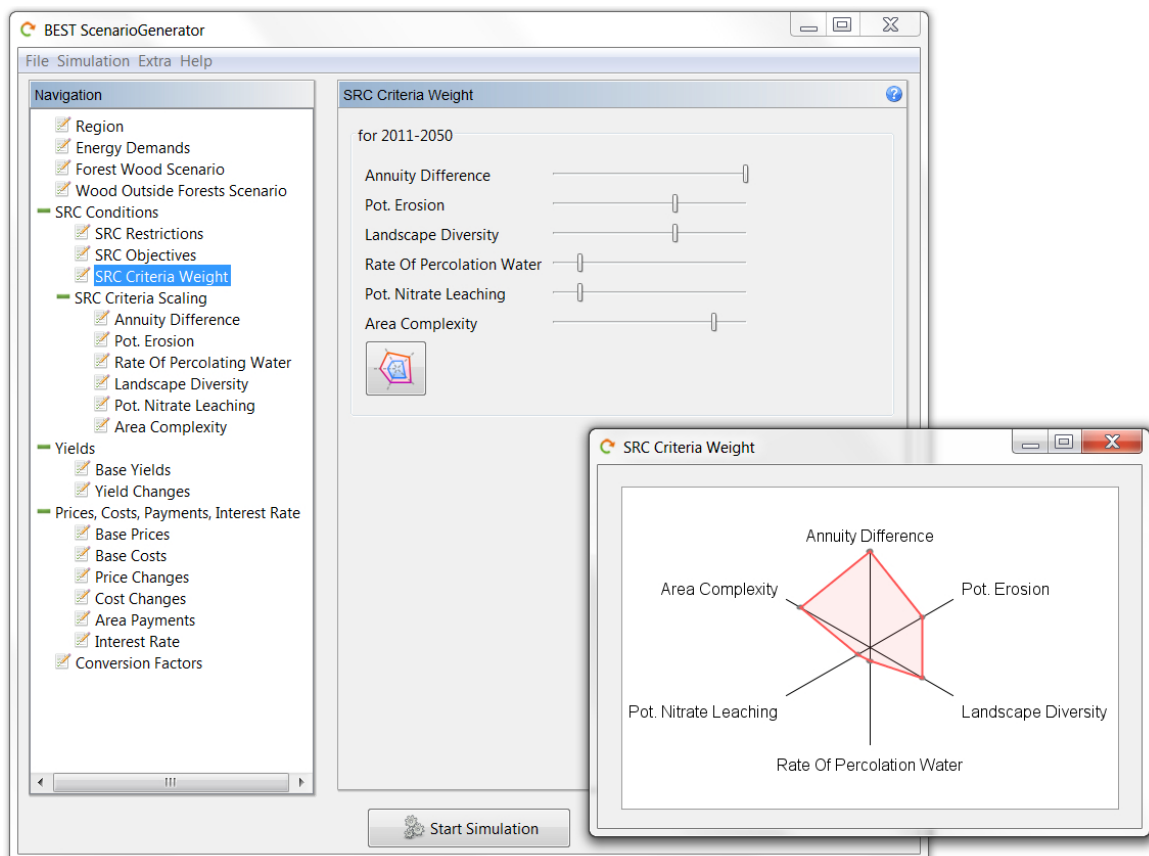 BEST ScenarioGenerator
File Simulation Extra Help
Navigation
Region
Energy Demands
Forest Wood Scenario
Wood Outside Forests Scenario
SRC Conditions
SRC Restrictions
SRC Objectives
SRC Criteria Weight
SRC Criteria Scaling
Annuity Difference
Pot. Erosion
Rate Of Percolating Water
Landscape Diversity
Pot. Nitrate Leaching
Area Complexity
Yields
Base Yields
Yield Changes
Prices, Costs, Payments, Interest Rate
Base Prices
Base Costs
Price Changes
Cost Changes
Area Payments
Interest Rate
Conversion Factors
SRC Criteria Weight
for 2011-2050
Annuity Difference
Pot. Erosion
Landscape Diversity
Rate Of Percolation Water
Pot. Nitrate Leaching
Area Complexity
Start Simulation
SRC Criteria Weight
Annuity Difference
Area Complexity
Pot. Erosion
Pot. Nitrate Leaching
Landscape Diversity
Rate Of Percolation Water